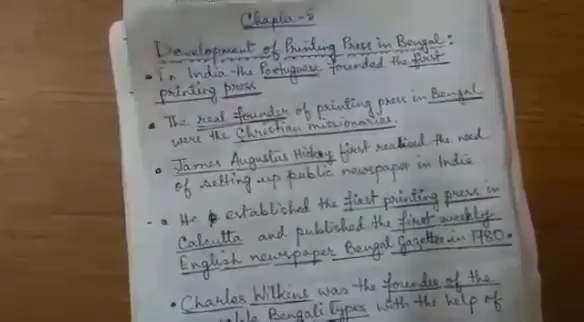 Chapter-5
Development of Printing Press in Bengal:
• In India the Portuguese founded the first
printing press
• The real founder of printing press in Bengal
were the Christian missionaries.
• James Augustus Hickey first realised the need
of setting up public newspaper in India
- • He established the first printing press in
Calcutta and published the first weekly
English newspaper Bengal Gazette in 1780.
• Charles Wilkins was the founder of the
Bengali Types with the help of